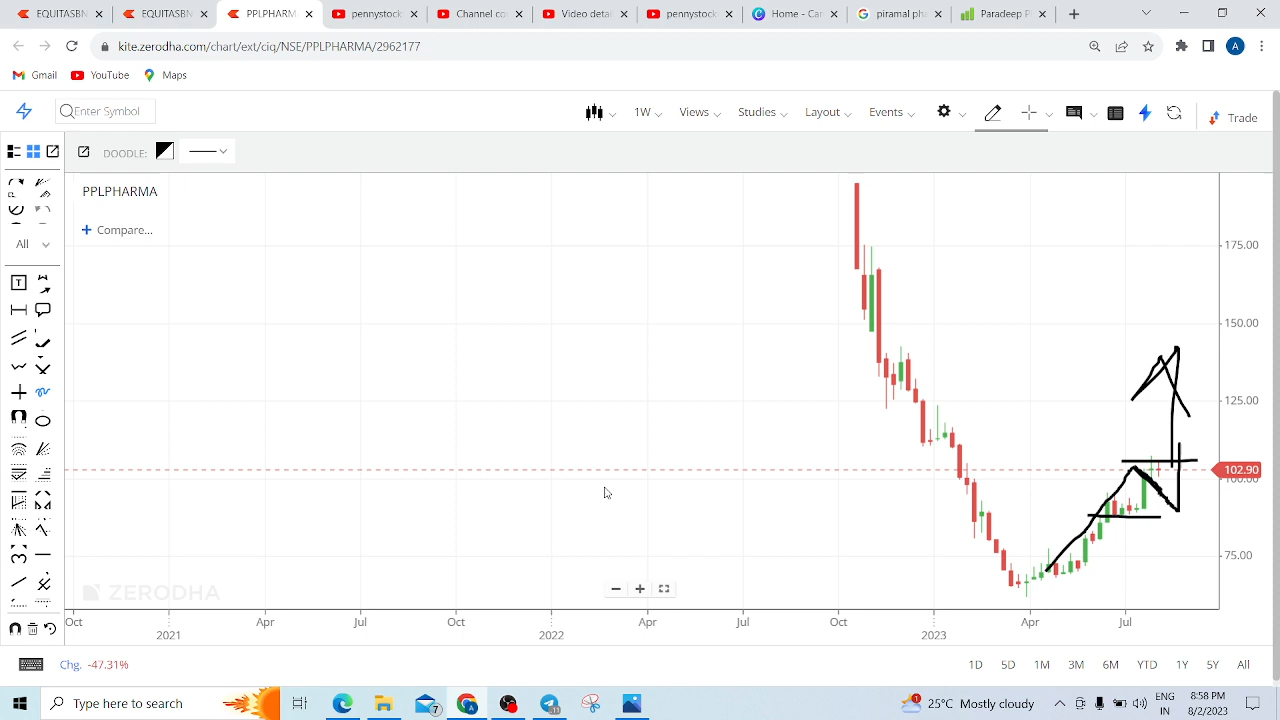 EQUITASBN
EQUITASBN
PPLPHARM
pennystock
Channel con
Video detai
pennystock
Home - Can
piramal pha
Paradeep P
kite.zerodha.com/chart/ext/ciq/NSE/PPLPHARMA/2962177
Gmail YouTube Maps
Enter Symbol 1W Views Studies Layout Events Trade
DOODLE:
PPLPHARMA
Compare...
All
T
175.00
150.00
125.00
102.90
100.00
75.00
ZERODHA
Oct Apr Jul Oct Apr Jul Oct Apr Jul
2021 2022 2023
Chg. -47.31% 1D 5D 1M 3M 6M YTD 1Y 5Y All
Type here to search 25°C Mostly cloudy ENG 8:58 PM
IN 8/2/2023